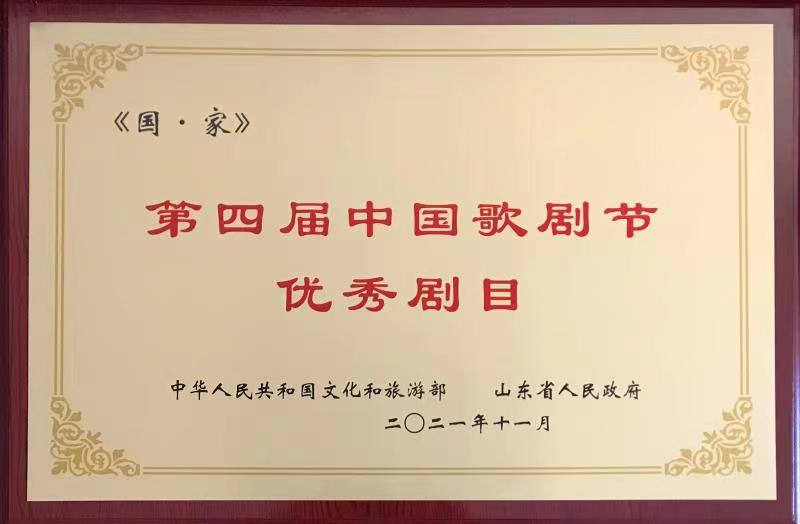 《国·家》
第四届中国歌剧节
优秀剧目
中华人民共和国文化和旅游部 山东省人民政府
二〇二一年十一月